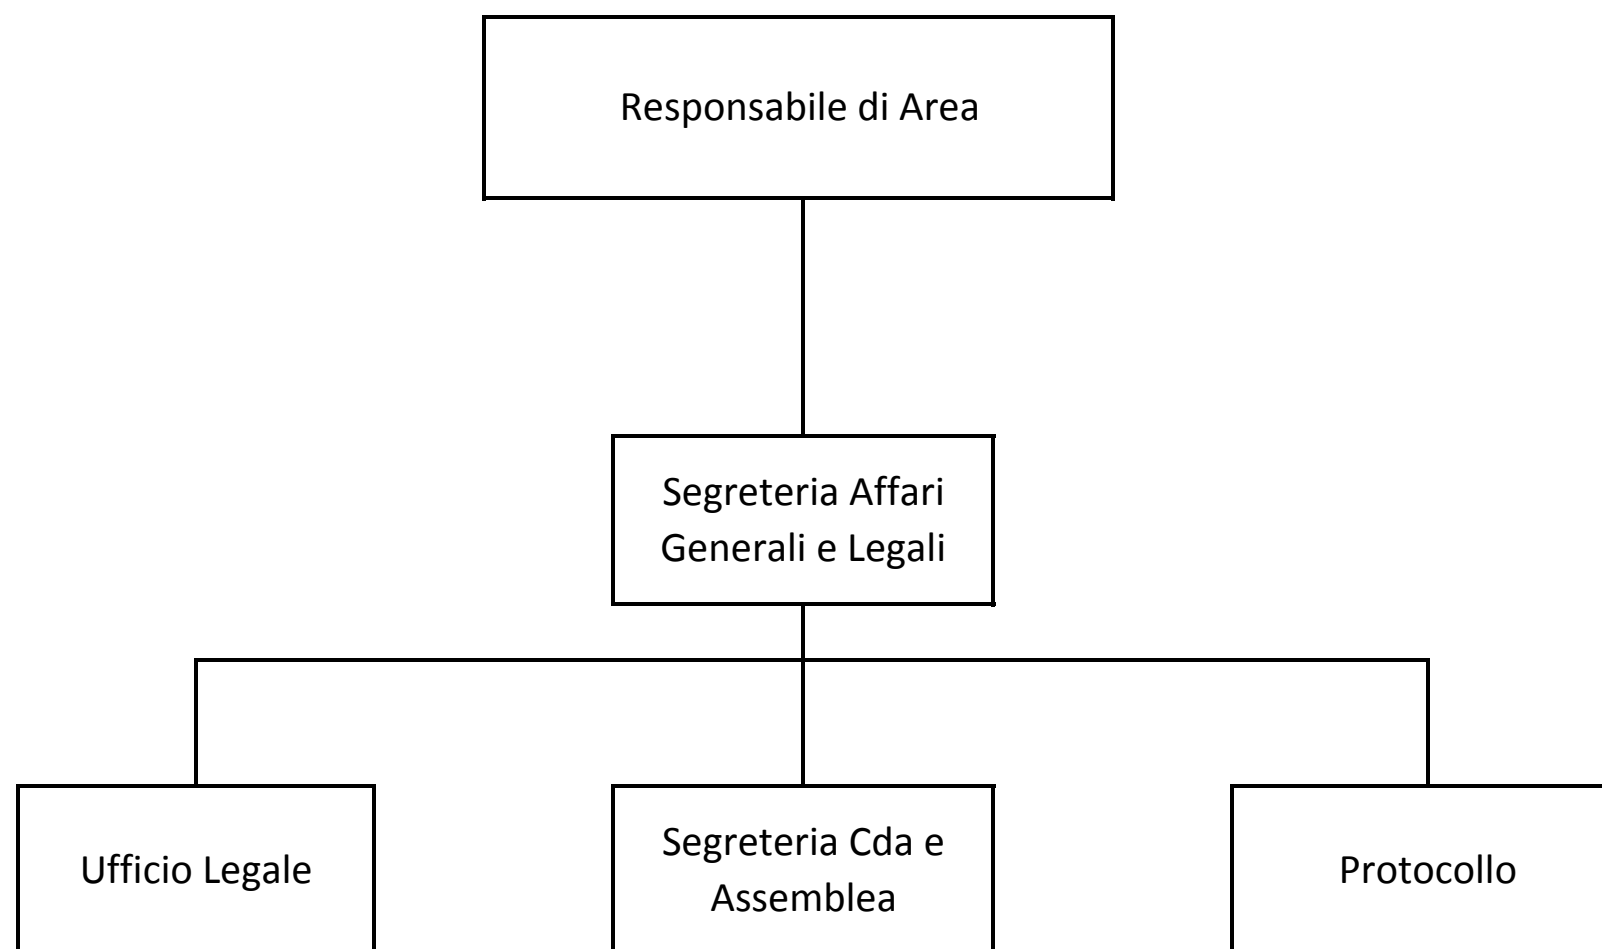 Responsabile di Area
Segreteria Affari
Generali e Legali
Ufficio Legale
Segreteria Cda e
Assemblea
Protocollo